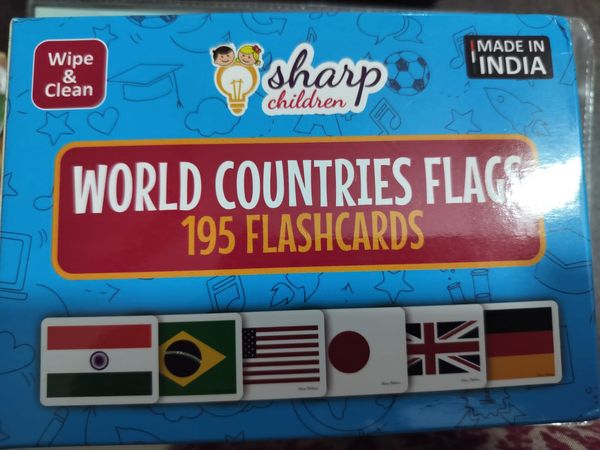 Wipe
&
Clean
sharp
children
MADE IN
INDIA
WORLD COUNTRIES FLAGS
195 FLASHCARDS